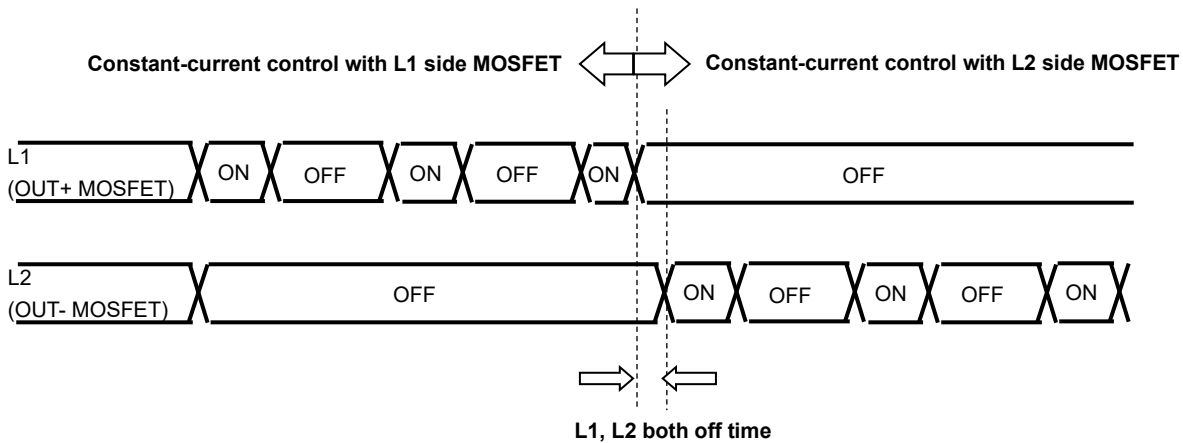 Constant-current control with L1 side MOSFET
Constant-current control with L2 side MOSFET
L1
(OUT+ MOSFET)
ON OFF ON OFF ON OFF
L2
(OUT- MOSFET)
OFF ON OFF ON OFF ON
L1, L2 both off time